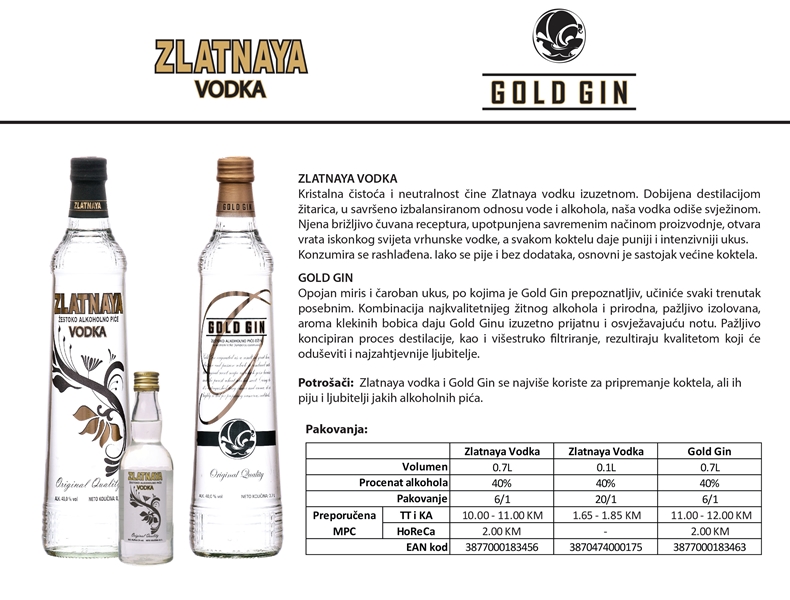 ZLATNAYA
VODKA
GOLD GIN
ZLATNAYA
GOLD GIN
ZLATNAYA
ŽESTOKO ALKOHOLNO PIĆE
VODKA
Original Quality
ZLATNAYA
VODKA
Original Quality
GOLD GIN
Original Quality
ZLATNAYA VODKA
Kristalna čistoća i neutralnost čine Zlatnaya vodku izuzetnom. Dobijena destilacijom
žitarica, u savršeno izbalansiranom odnosu vode i alkohola, naša vodka odiše svježinom.
Njena brižljivo čuvana receptura, upotpunjena savremenim načinom proizvodnje, otvara
vrata iskonkog svijeta vrhunske vodke, a svakom koktelu daje puniji i intenzivniji ukus.
Konzumira se rashlađena. Iako se pije i bez dodataka, osnovni je sastojak većine koktela.
GOLD GIN
Opojan miris i čaroban ukus, po kojima je Gold Gin prepoznatljiv, učiniće svaki trenutak
posebnim. Kombinacija najkvalitetnijeg žitnog alkohola i prirodna, pažljivo izolovana,
aroma klekinih bobica daju Gold Ginu izuzetno prijatnu i osvježavajuću notu. Pažljivo
koncipiran proces destilacije, kao i višestruko filtriranje, rezultiraju kvalitetom koji će
oduševiti i najzahtjevnije ljubitelje.
Potrošači: Zlatnaya vodka i Gold Gin se najviše koriste za pripremanje koktela, ali ih
piju i ljubitelji jakih alkoholnih pića.
Pakovanja:
Zlatnaya Vodka Zlatnaya Vodka Gold Gin
Volumen 0.7L 0.1L 0.7L
Procenat alkohola 40% 40% 40%
Pakovanje 6/1 20/1 6/1
Preporučena MPC TT i KA 10.00 - 11.00 KM 1.65 - 1.85 KM 11.00 - 12.00 KM
HoReCa 2.00 KM - 2.00 KM
EAN kod 3877000183456 3870474000175 3877000183463